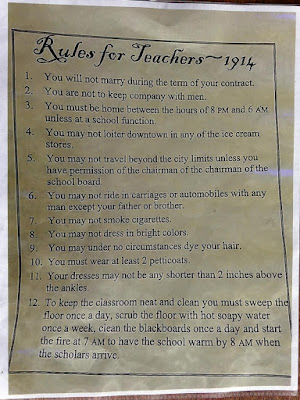 Rules for Teachers~1914
1. You will not marry during the term of your contract.
2. You are not to keep company with men.
3. You must be home between the hours of 8 PM and 6 AM
unless at a school function.
4. You may not loiter downtown in any of the ice cream
stores.
5. You may not travel beyond the city limits unless you
have permission of the chairman of the chairman of the
school board.
6. You may not ride in carriages or automobiles with any
man except your father or brother.
7. You may not smoke cigarettes.
8. You may not dress in bright colors.
9. You may under no circumstances dye your hair.
10. You must wear at least 2 petticoats.
11. Your dresses may not be any shorter than 2 inches above
the ankles.
12. To keep the classroom neat and clean you must sweep the
floor once a day, scrub the floor with hot soapy water
once a week, clean the blackboards once a day and start
the fire at 7 AM to have the school warm by 8 AM when
the scholars arrive.